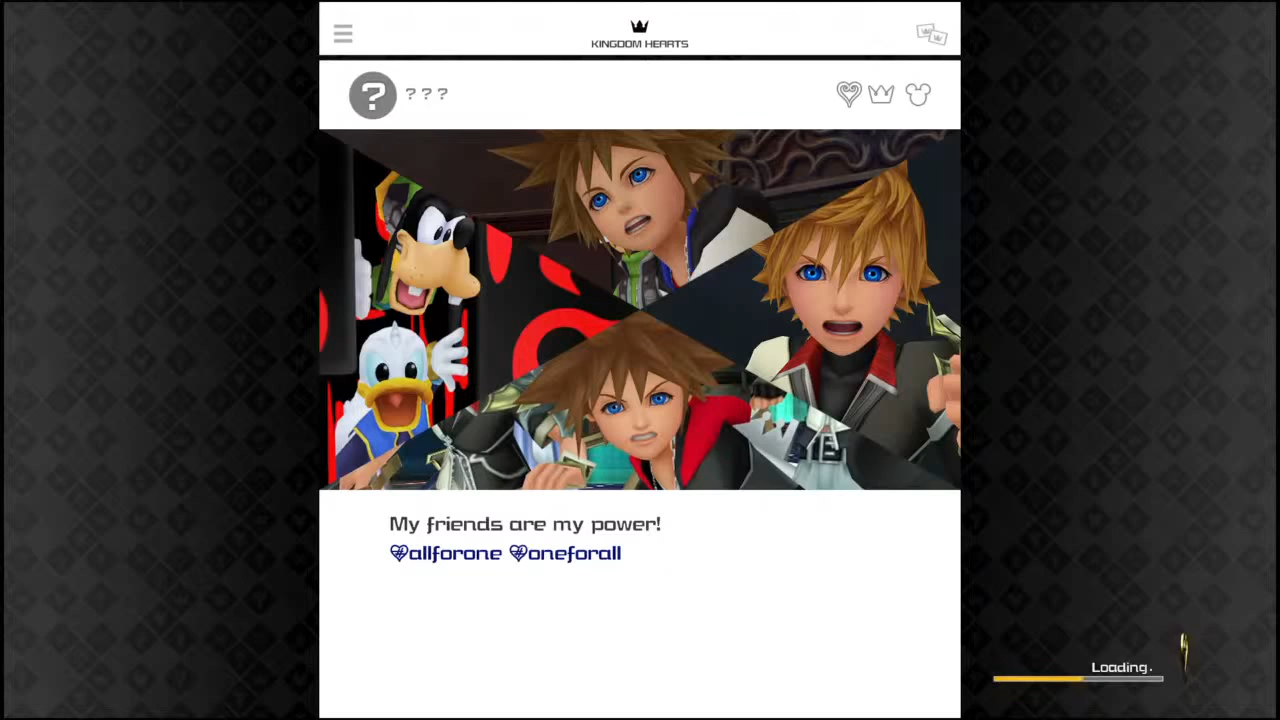 KINGDOM HEARTS
?
? ? ?
My friends are my power!
allforone oneforall
Loading.